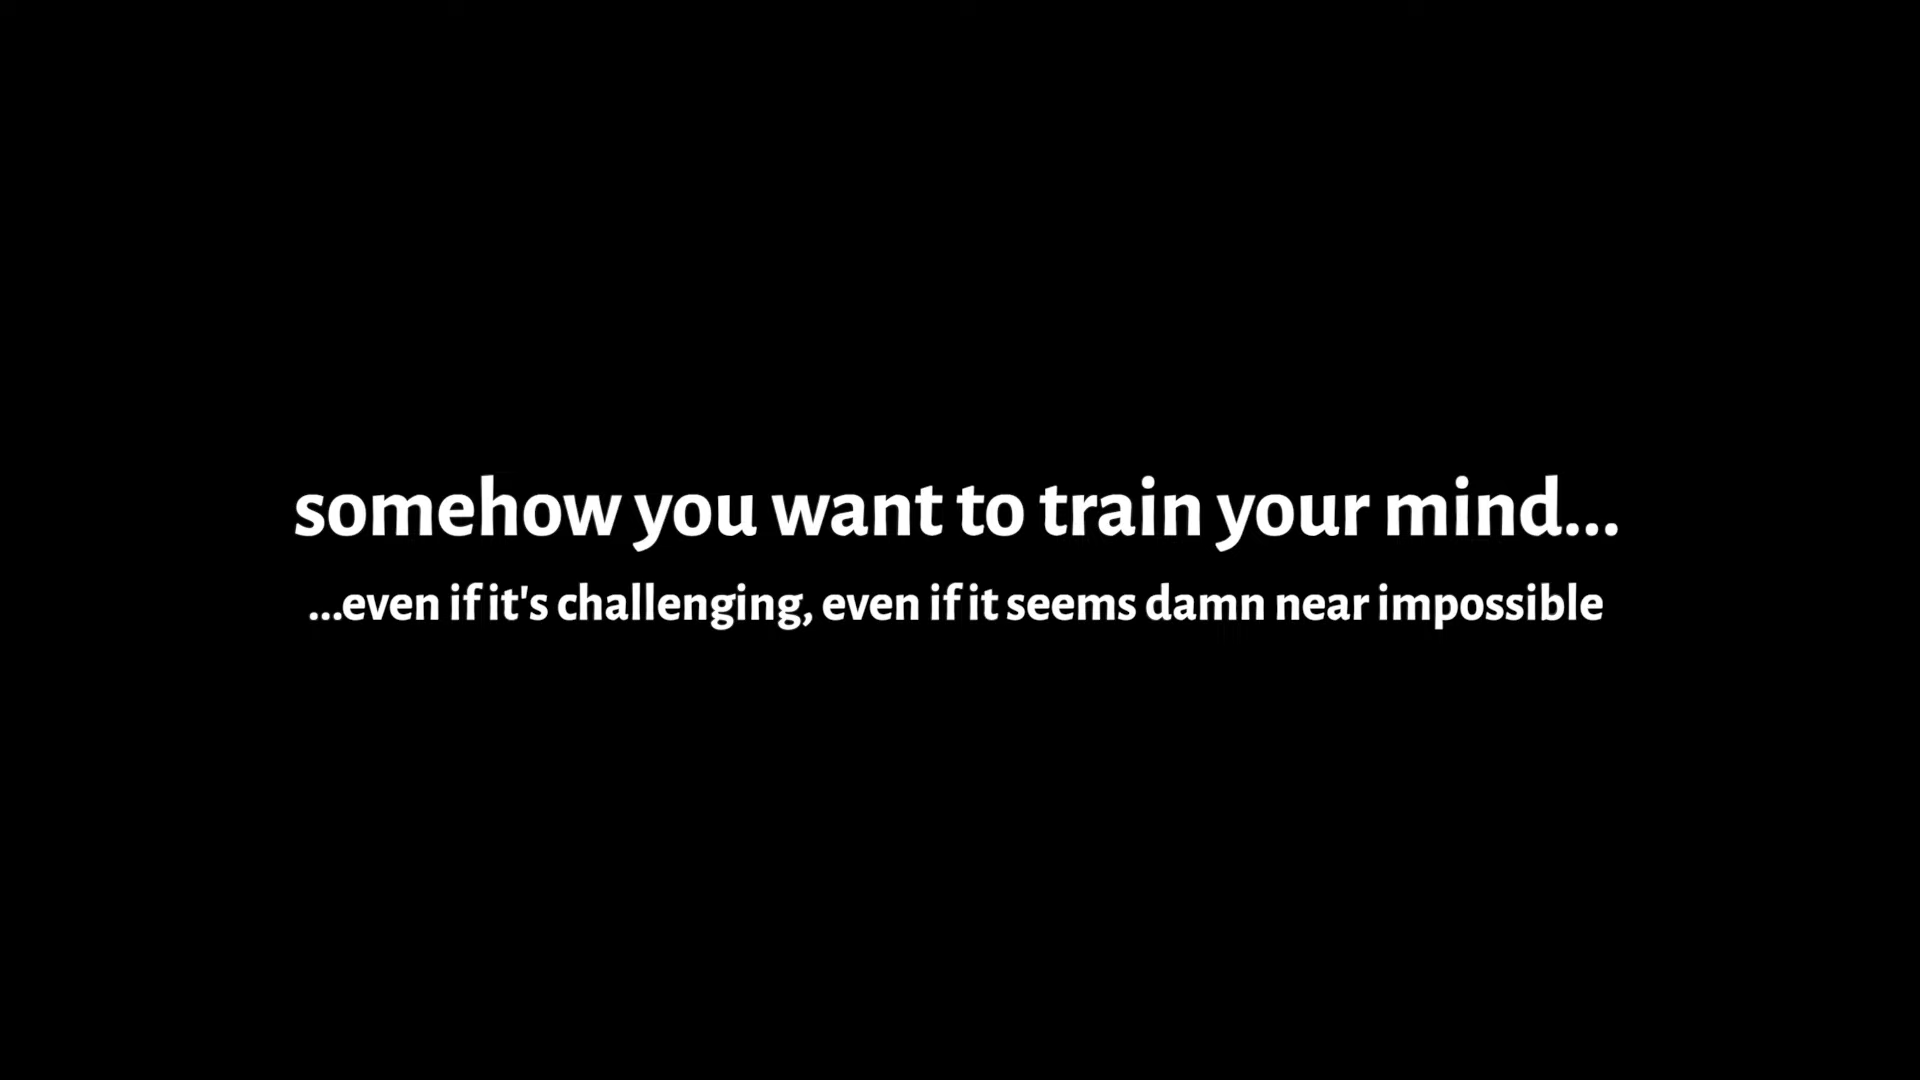 somehow you want to train your mind...
...even if it's challenging, even if it seems damn near impossible